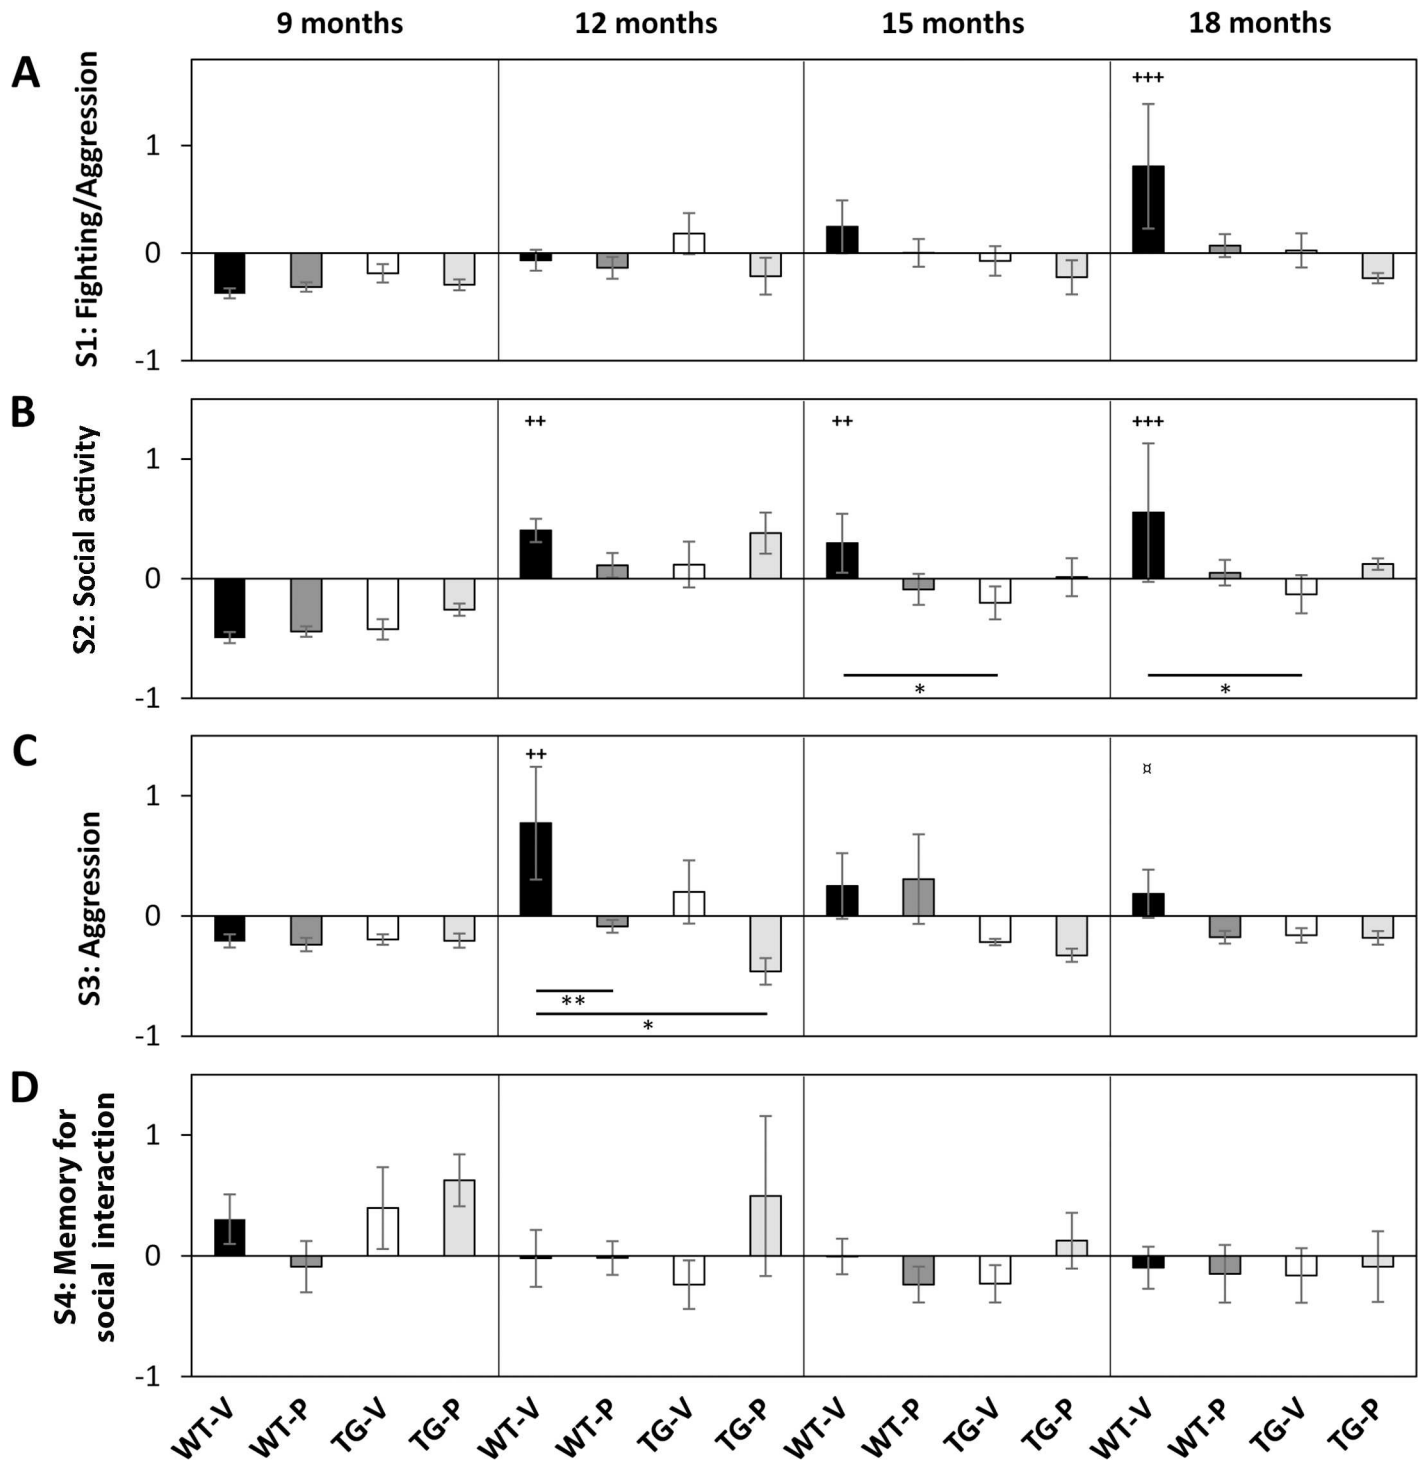 9 months 12 months 15 months 18 months
A
S1: Fighting/Aggression
1
0
-1
+++
B
S2: Social activity
1
0
-1
++ ++ +++
* *
C
S3: Aggression
1
0
-1
++ ¤
**
*
D
S4: Memory for
social interaction
1
0
-1
WT-V WT-P TG-V TG-P WT-V WT-P TG-V TG-P WT-V WT-P TG-V TG-P WT-V WT-P TG-V TG-P